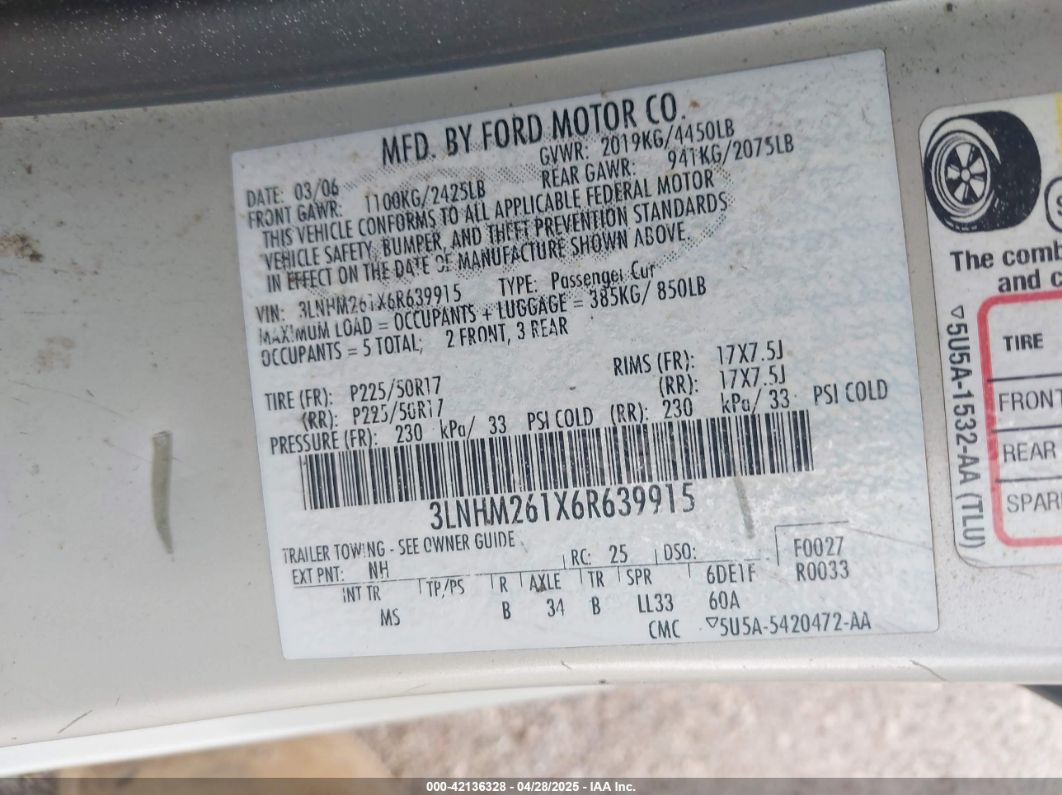 MFD. BY FORD MOTOR CO.
DATE: 03/06 GVWR: 2019KG/4450LB
FRONT GAWR: 1100KG/2425LB REAR GAWR: 941KG/2075LB
THIS VEHICLE CONFORMS TO ALL APPLICABLE FEDERAL MOTOR
VEHICLE SAFETY, BUMPER, AND THEFT PREVENTION STANDARDS
IN EFFECT ON THE DATE OF MANUFACTURE SHOWN ABOVE.
VIN: 3LNHM261X6R639915 TYPE: Passenger Car
MAXIMUM LOAD = OCCUPANTS + LUGGAGE = 385KG/ 850LB
OCCUPANTS = 5 TOTAL; 2 FRONT, 3 REAR
TIRE (FR): P225/50R17 RIMS (FR): 17X7.5J
(RR): P225/50R17 (RR): 17X7.5J
PRESSURE (FR): 230 kPa/ 33 PSI COLD (RR): 230 kPa/ 33 PSI COLD
3LNHM261X6R639915
TRAILER TOWING - SEE OWNER GUIDE
EXT PNT: NH RC: 25 DSO: F0027
INT TR TP/PS R AXLE TR SPR 6DE1F R0033
MS B 34 B LL33 60A
CMC ▽5U5A-5420472-AA
The comb
and c
▽5U5A-1532-AA (TLU)
TIRE
FRONT
REAR
SPAR
000-42136328 - 04/28/2025 - IAA Inc.